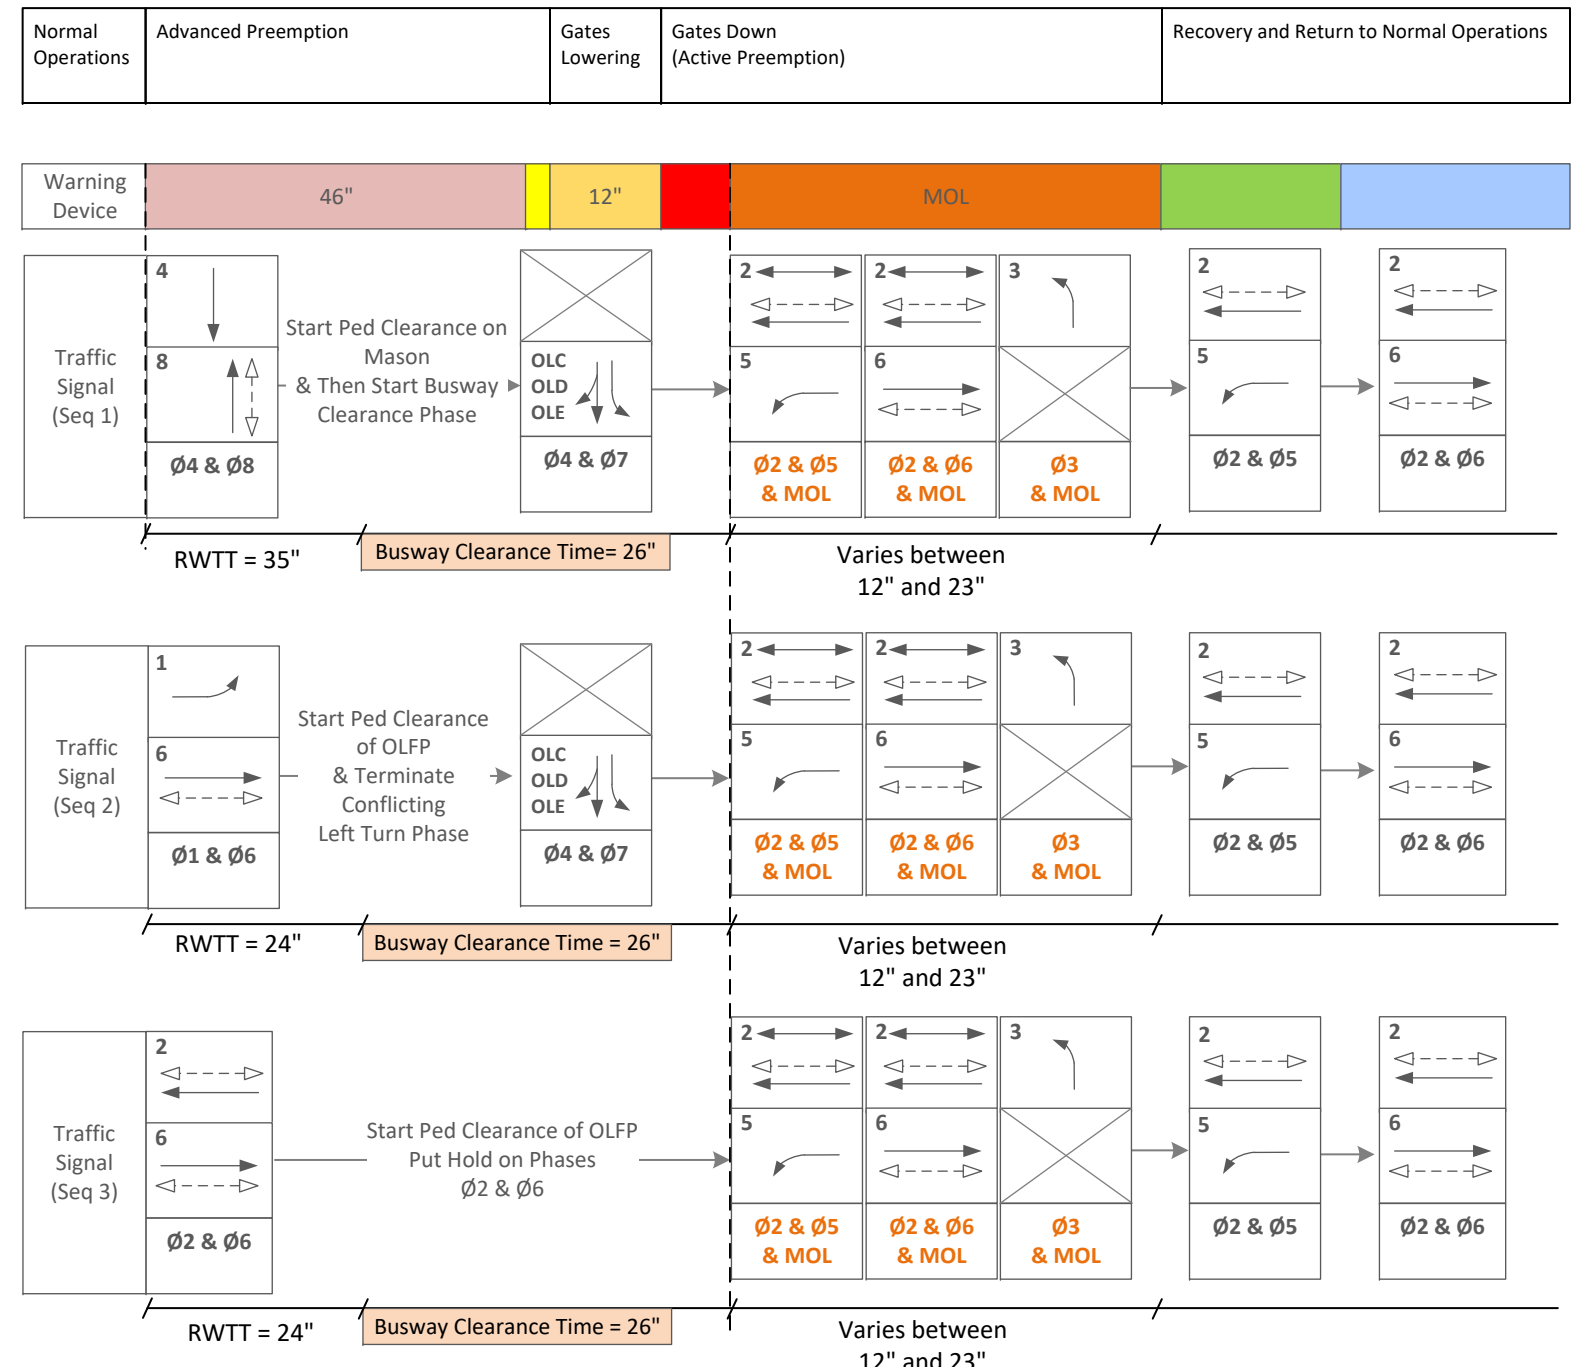 Normal
Operations
Advanced Preemption
Gates
Lowering
Gates Down
(Active Preemption)
Recovery and Return to Normal Operations
Warning
Device
46"
12"
MOL
Traffic
Signal
(Seq 1)
4
8
Ø4 & Ø8
Start Ped Clearance on
Mason
& Then Start Busway
Clearance Phase
OLC
OLD
OLE
Ø4 & Ø7
2
5
Ø2 & Ø5
& MOL
2
6
Ø2 & Ø6
& MOL
3
Ø3
& MOL
2
5
Ø2 & Ø5
2
6
Ø2 & Ø6
RWTT = 35"
Busway Clearance Time= 26"
Varies between
12" and 23"
Traffic
Signal
(Seq 2)
1
6
Ø1 & Ø6
Start Ped Clearance
of OLFP
& Terminate
Conflicting
Left Turn Phase
OLC
OLD
OLE
Ø4 & Ø7
2
5
Ø2 & Ø5
& MOL
2
6
Ø2 & Ø6
& MOL
3
Ø3
& MOL
2
5
Ø2 & Ø5
2
6
Ø2 & Ø6
RWTT = 24"
Busway Clearance Time = 26"
Varies between
12" and 23"
Traffic
Signal
(Seq 3)
2
6
Ø2 & Ø6
Start Ped Clearance of OLFP
Put Hold on Phases
Ø2 & Ø6
2
5
Ø2 & Ø5
& MOL
2
6
Ø2 & Ø6
& MOL
3
Ø3
& MOL
2
5
Ø2 & Ø5
2
6
Ø2 & Ø6
RWTT = 24"
Busway Clearance Time = 26"
Varies between
12" and 23"